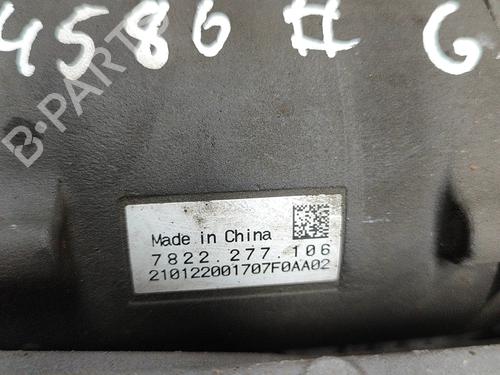 4586 # G
B-PARTS
Made in China
7822.277.106
210122001707F0AA02